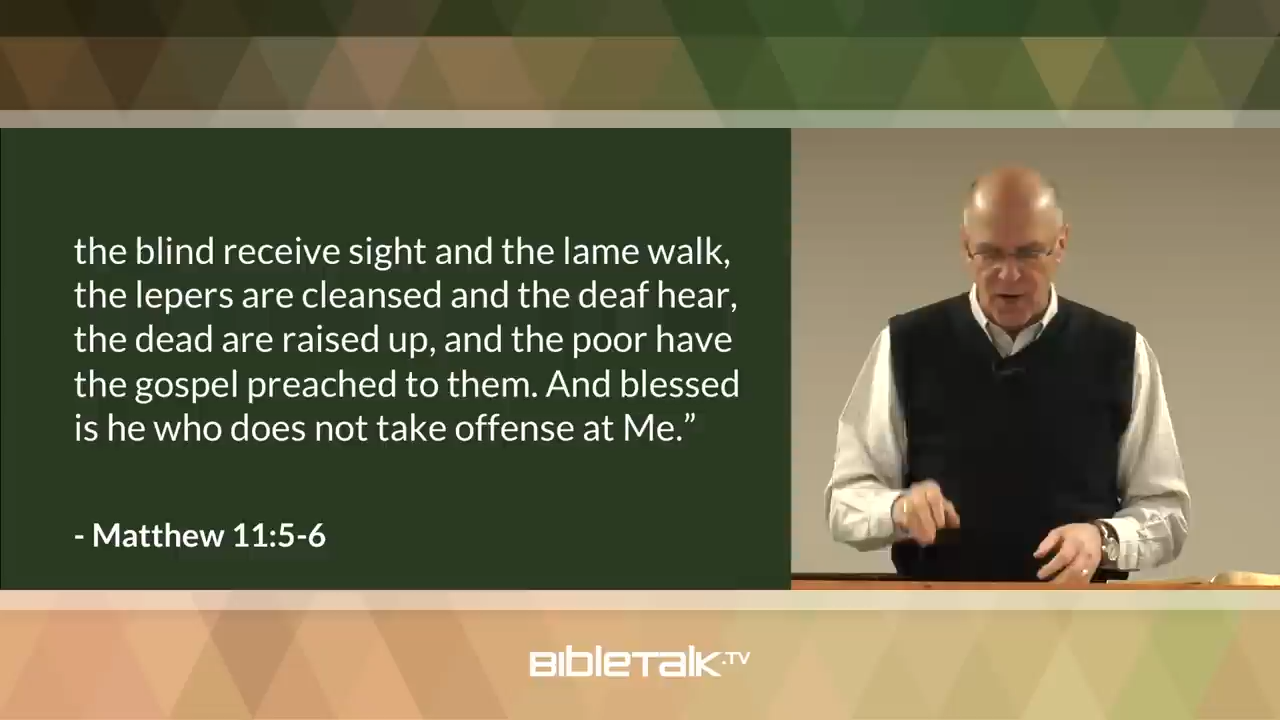 the blind receive sight and the lame walk,
the lepers are cleansed and the deaf hear,
the dead are raised up, and the poor have
the gospel preached to them. And blessed
is he who does not take offense at Me.”
- Matthew 11:5-6
BIBLETALK.TV